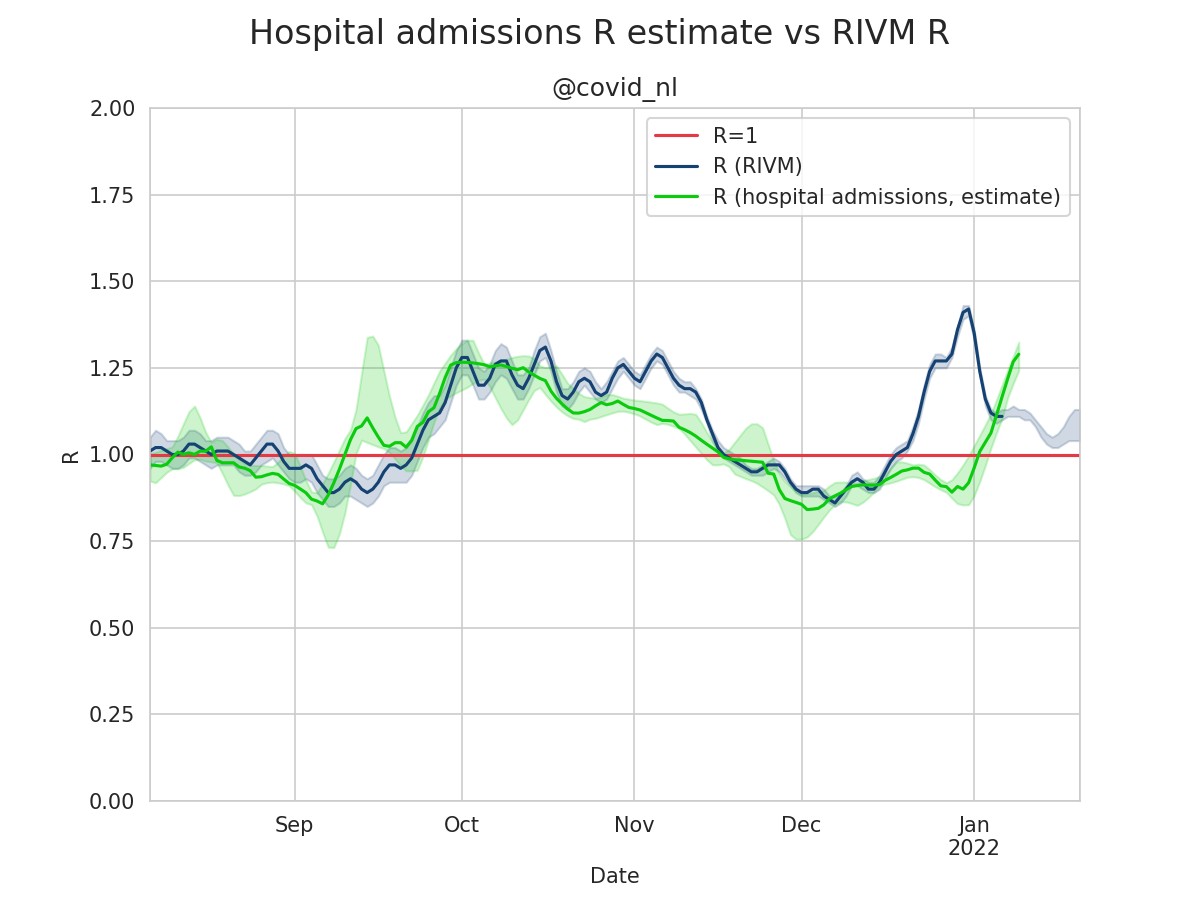 Hospital admissions R estimate vs RIVM R
@covid_nl
R=1
R (RIVM)
R (hospital admissions, estimate)
2.00
1.75
1.50
1.25
1.00
0.75
0.50
0.25
0.00
R
Sep Oct Nov Dec Jan
2022
Date